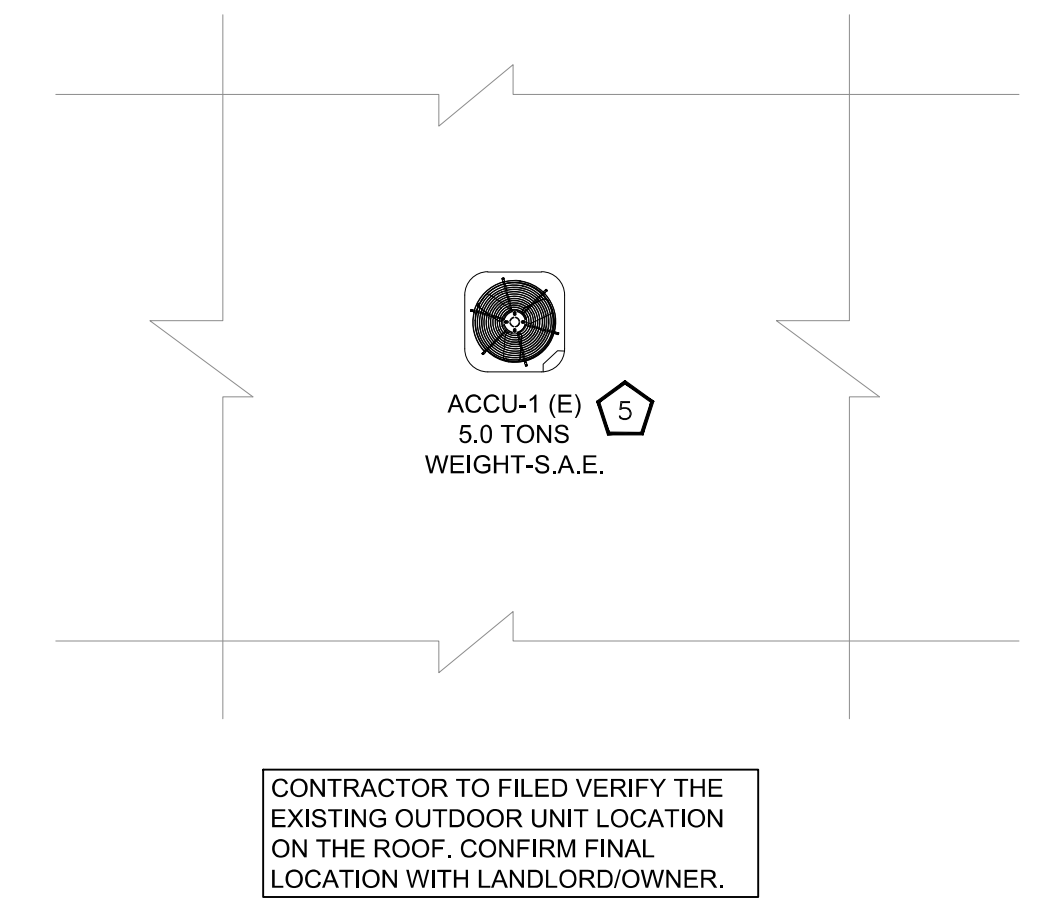 ACCU-1 (E)
5
5.0 TONS
WEIGHT-S.A.E.
CONTRACTOR TO FILED VERIFY THE
EXISTING OUTDOOR UNIT LOCATION
ON THE ROOF. CONFIRM FINAL
LOCATION WITH LANDLORD/OWNER.